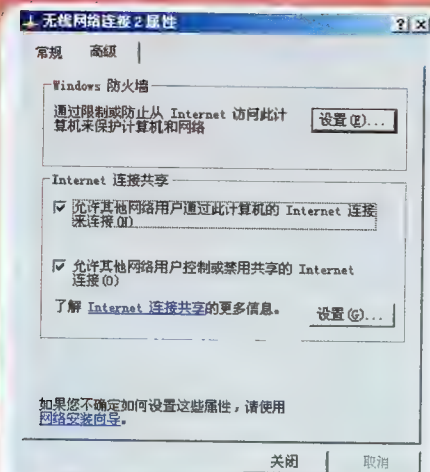 无线网络连接 2 属性
常规 高级
Windows 防火墙
通过限制或防止从 Internet 访问此计
算机来保护计算机和网络
设置(E)...
Internet 连接共享
允许其他网络用户通过此计算机的 Internet 连接
来连接(N)
允许其他网络用户控制或禁用共享的 Internet
连接(O)
了解 Internet 连接共享的更多信息。
设置(G)...
如果您不确定如何设置这些属性，请使用
网络安装向导。
关闭 取消